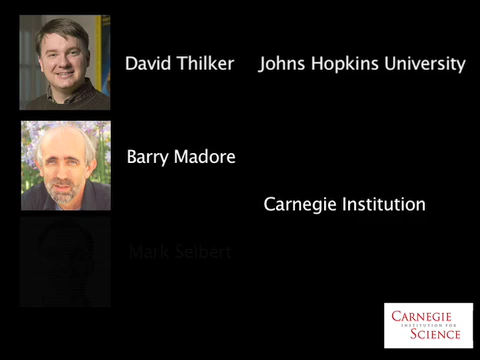 David Thilker Johns Hopkins University
Barry Madore
Carnegie Institution
Mark Seibert
CARNEGIE
INSTITUTION FOR
SCIENCE